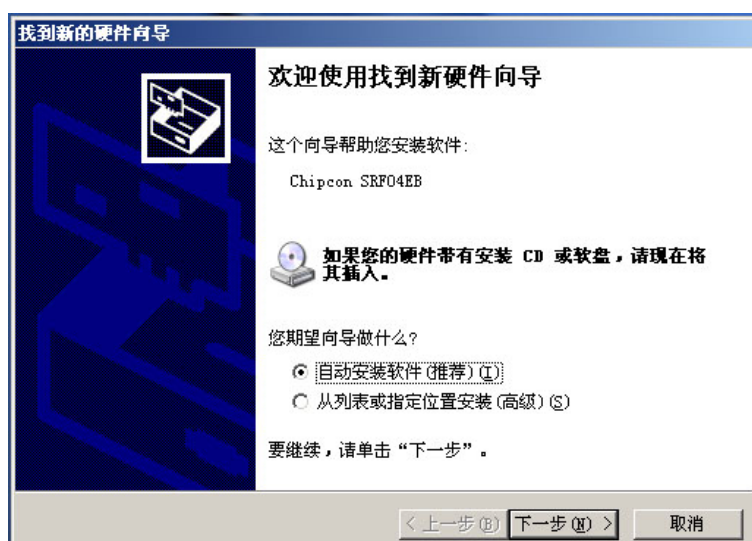 找到新的硬件向导
欢迎使用找到新硬件向导
这个向导帮助您安装软件:
Chipcon SRF04EB
如果您的硬件带有安装 CD 或软盘，请现在将
其插入。
您期望向导做什么?
自动安装软件(推荐)(I)
从列表或指定位置安装(高级)(S)
要继续，请单击“下一步”。
< 上一步(B)
下一步(N) >
取消